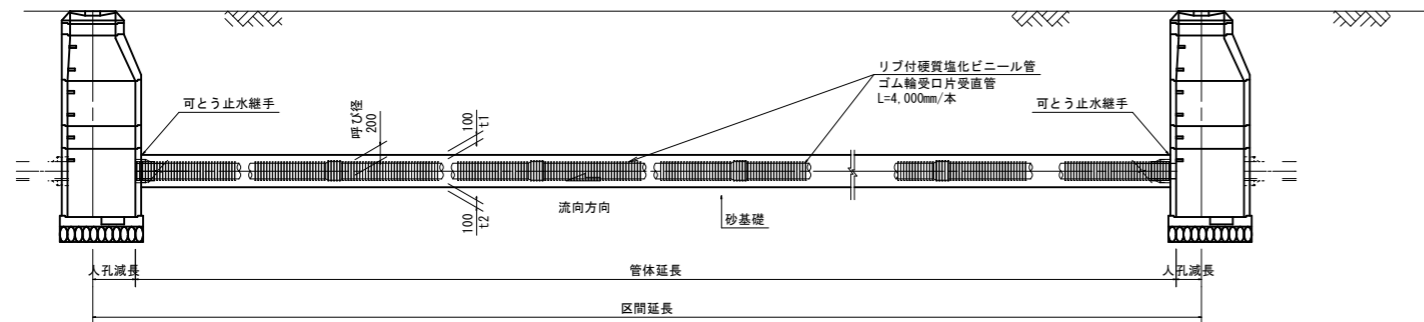 リブ付硬質塩化ビニール管
ゴム輪受口片受直管
L=4,000mm/本
可とう止水継手
可とう止水継手
呼び径
200
100
t1
100
t2
流向方向
砂基礎
人孔減長
管体延長
人孔減長
区間延長